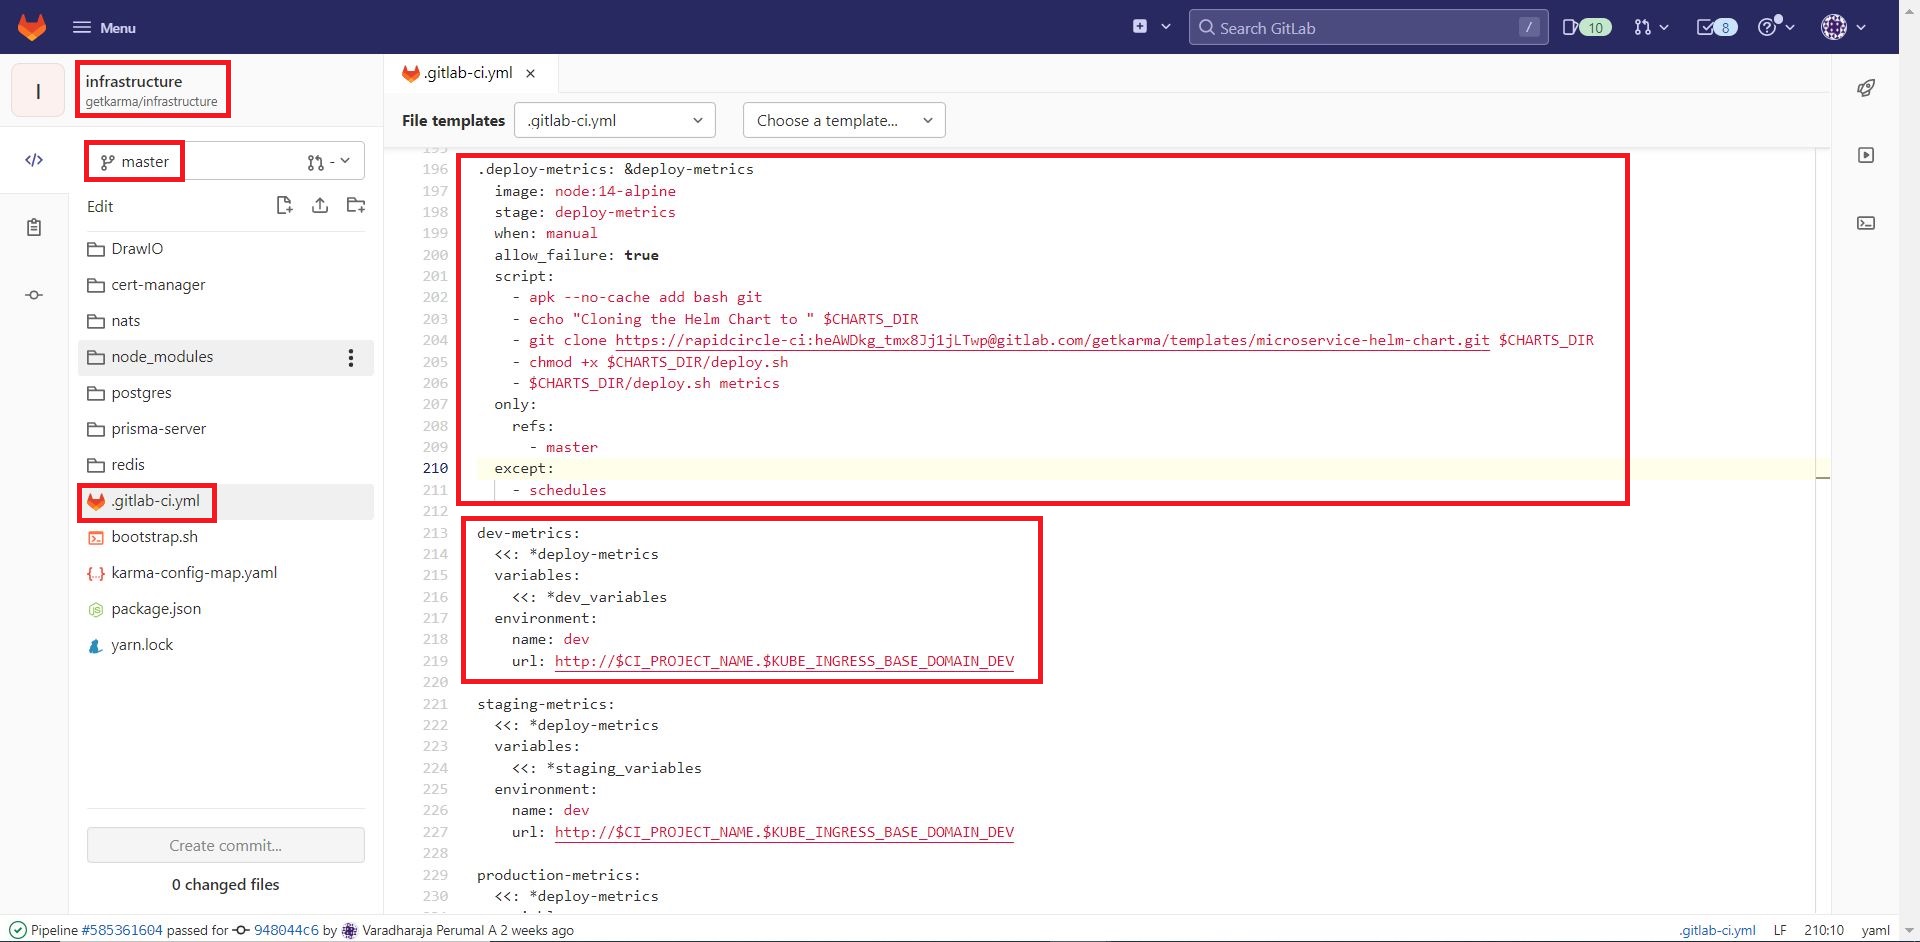 Menu
Search GitLab
/
10
8
I
infrastructure
getkarma/infrastructure
master
-
Edit
DrawIO
cert-manager
nats
node_modules
postgres
prisma-server
redis
.gitlab-ci.yml
bootstrap.sh
karma-config-map.yaml
package.json
yarn.lock
Create commit...
0 changed files
.gitlab-ci.yml
File templates
.gitlab-ci.yml
Choose a template...
195
196 .deploy-metrics: &deploy-metrics
197 image: node:14-alpine
198 stage: deploy-metrics
199 when: manual
200 allow_failure: true
201 script:
202 - apk --no-cache add bash git
203 - echo "Cloning the Helm Chart to " $CHARTS_DIR
204 - git clone https://rapidcircle-ci:heAWDkg_tmx8Jj1jLTwp@gitlab.com/getkarma/templates/microservice-helm-chart.git $CHARTS_DIR
205 - chmod +x $CHARTS_DIR/deploy.sh
206 - $CHARTS_DIR/deploy.sh metrics
207 only:
208 refs:
209 - master
210 except:
211 - schedules
212
213 dev-metrics:
214 <<: *deploy-metrics
215 variables:
216 <<: *dev_variables
217 environment:
218 name: dev
219 url: http://$CI_PROJECT_NAME.$KUBE_INGRESS_BASE_DOMAIN_DEV
220
221 staging-metrics:
222 <<: *deploy-metrics
223 variables:
224 <<: *staging_variables
225 environment:
226 name: dev
227 url: http://$CI_PROJECT_NAME.$KUBE_INGRESS_BASE_DOMAIN_DEV
228
229 production-metrics:
230 <<: *deploy-metrics
Pipeline #585361604 passed for 948044c6 by Varadharaja Perumal A 2 weeks ago
.gitlab-ci.yml LF 210:10 yaml